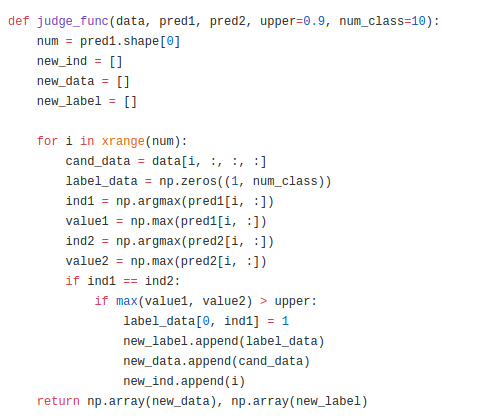 def judge_func(data, pred1, pred2, upper=0.9, num_class=10):
    num = pred1.shape[0]
    new_ind = []
    new_data = []
    new_label = []

    for i in xrange(num):
        cand_data = data[i, :, :, :]
        label_data = np.zeros((1, num_class))
        ind1 = np.argmax(pred1[i, :])
        value1 = np.max(pred1[i, :])
        ind2 = np.argmax(pred2[i, :])
        value2 = np.max(pred2[i, :])
        if ind1 == ind2:
            if max(value1, value2) > upper:
                label_data[0, ind1] = 1
                new_label.append(label_data)
                new_data.append(cand_data)
                new_ind.append(i)
    return np.array(new_data), np.array(new_label)